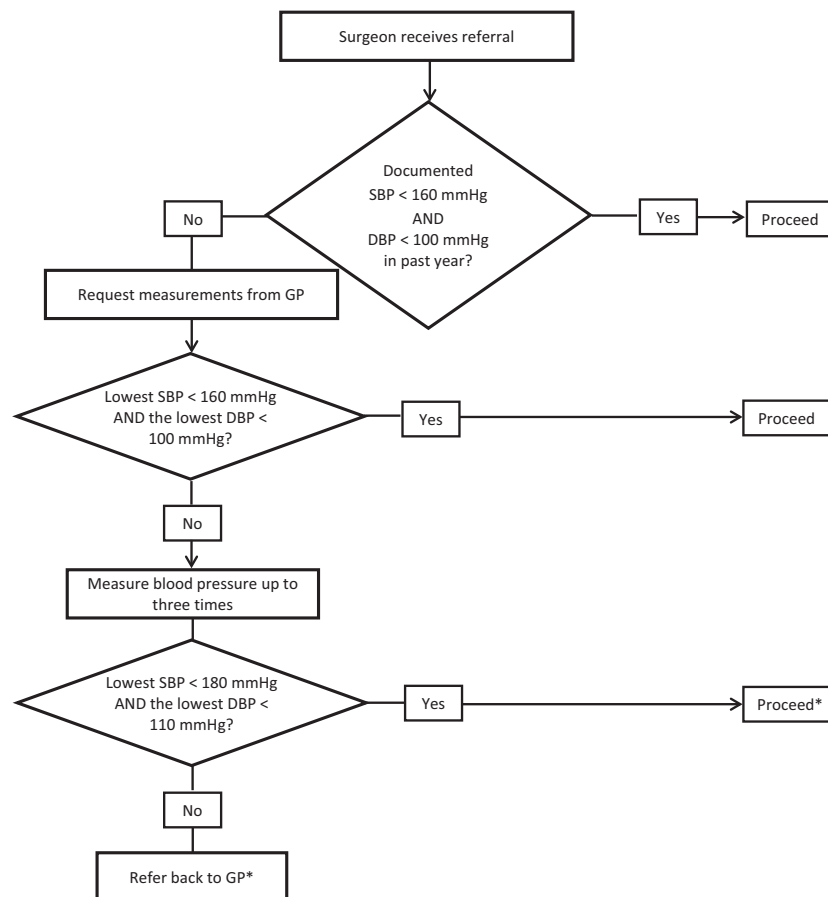 Surgeon receives referral
Documented
SBP < 160 mmHg
AND
DBP < 100 mmHg
in past year?
No
Yes
Proceed
Request measurements from GP
Lowest SBP < 160 mmHg
AND the lowest DBP <
100 mmHg?
Yes
Proceed
No
Measure blood pressure up to
three times
Lowest SBP < 180 mmHg
AND the lowest DBP <
110 mmHg?
Yes
Proceed*
No
Refer back to GP*